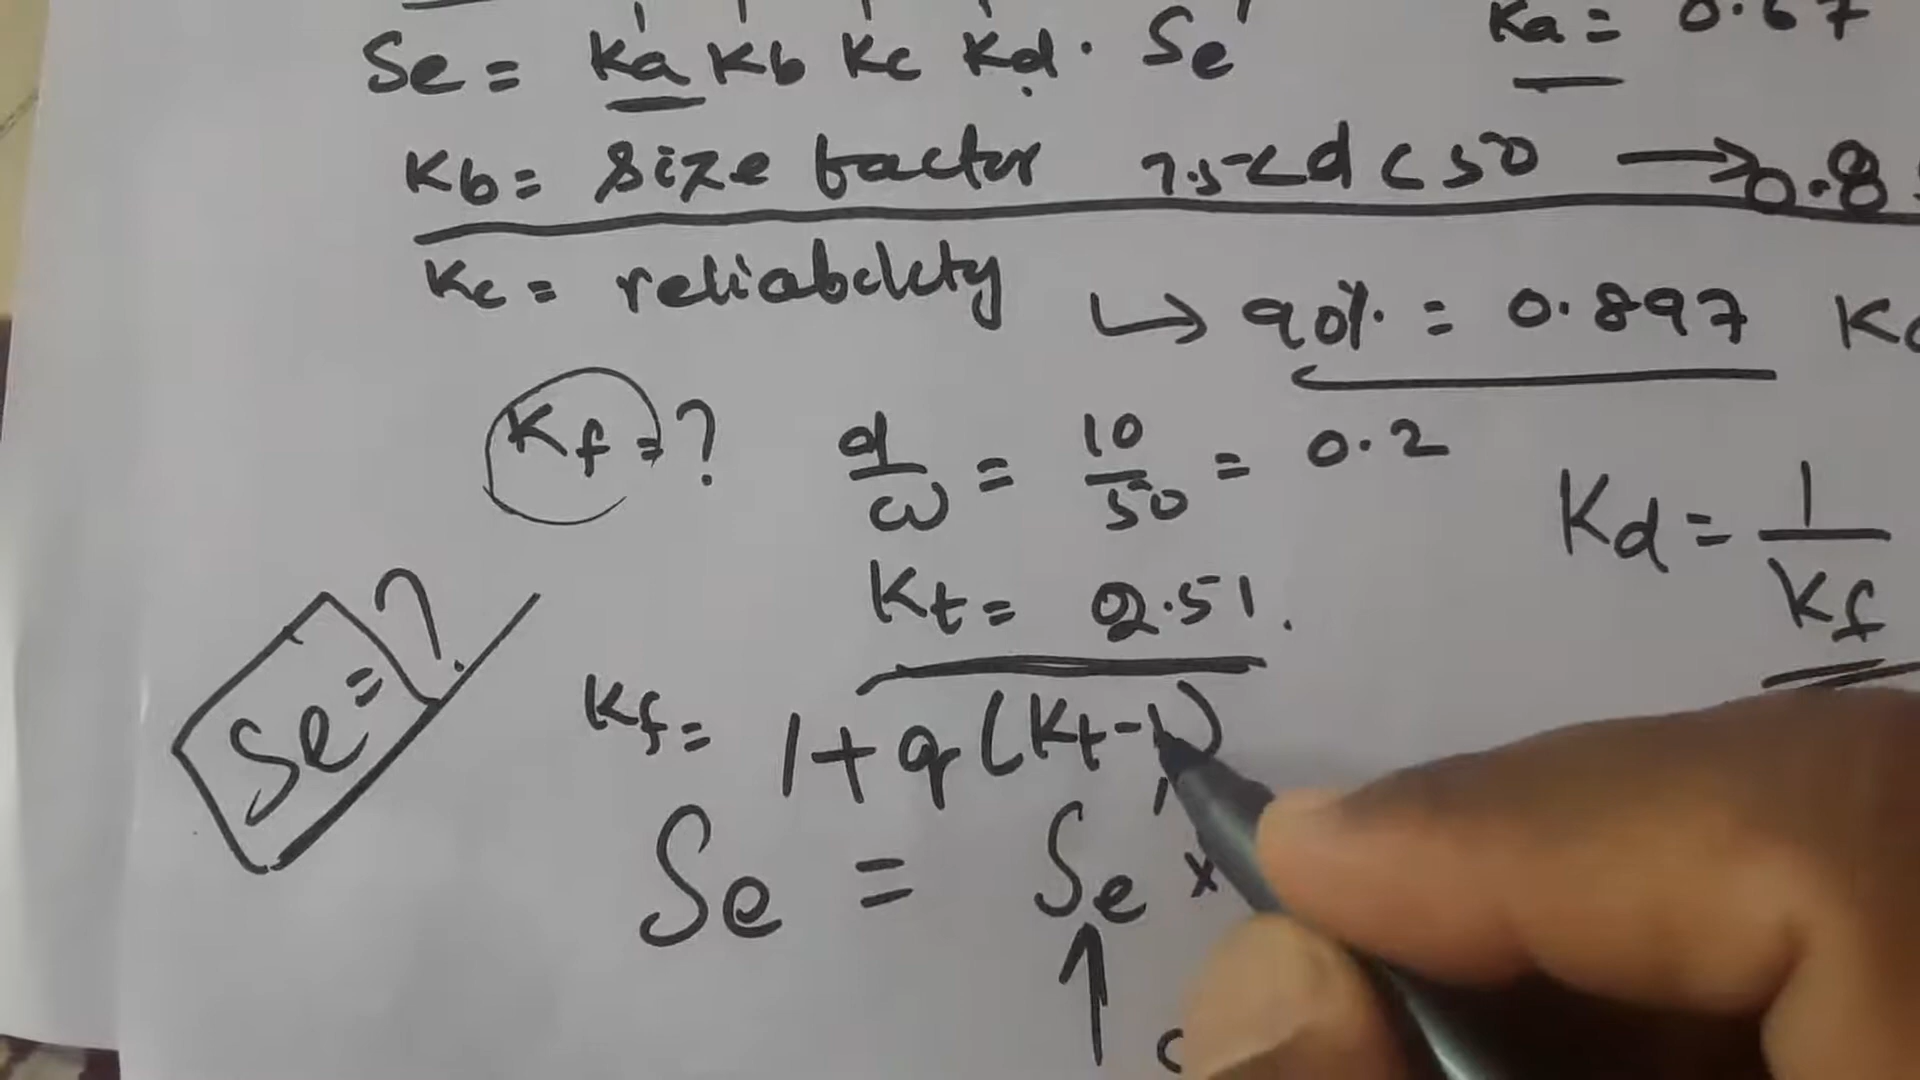 Se = Ka Kb Kc Kd . Se'
Ka = 0.67
Kb = size factor 7.5<d<50 → 0.8
Kc = reliability ↳ 90% = 0.897
Kf = ? d/w = 10/50 = 0.2
Kd = 1/Kf
Kt = 2.51.
Se = ?
Kf = 1+q(Kt-1)
Se = Se' ×